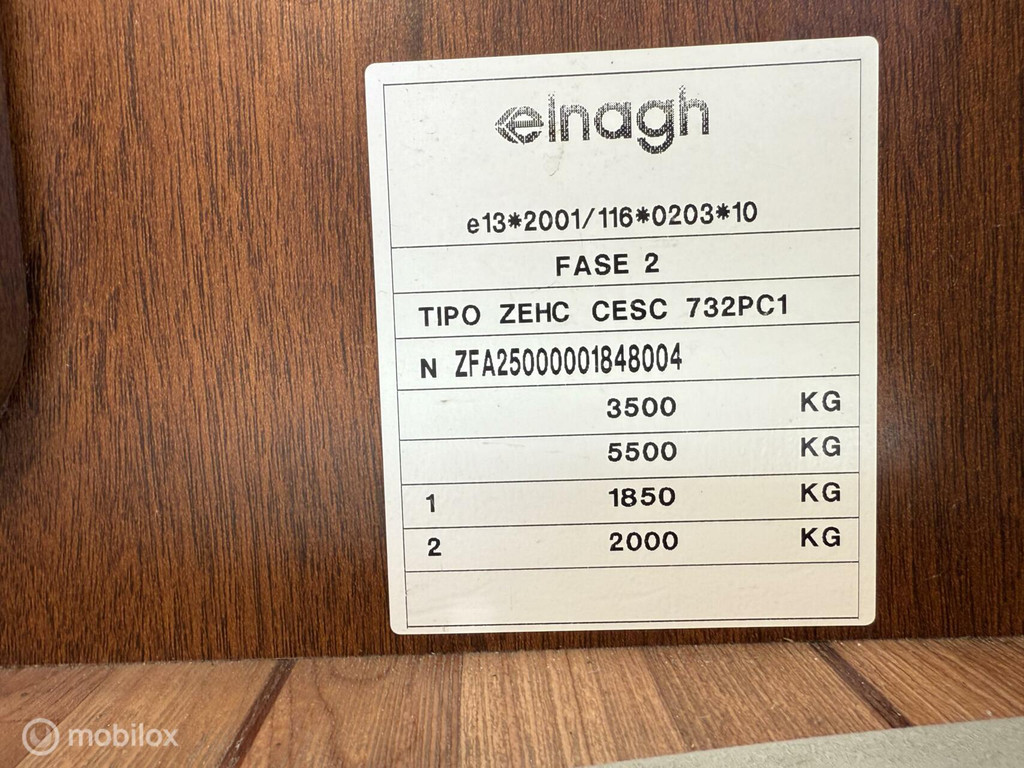 elnagh
e13*2001/116*0203*10
FASE 2
TIPO ZEHC CESC 732PC1
N ZFA25000001848004
3500 KG
5500 KG
1 1850 KG
2 2000 KG
mobilox